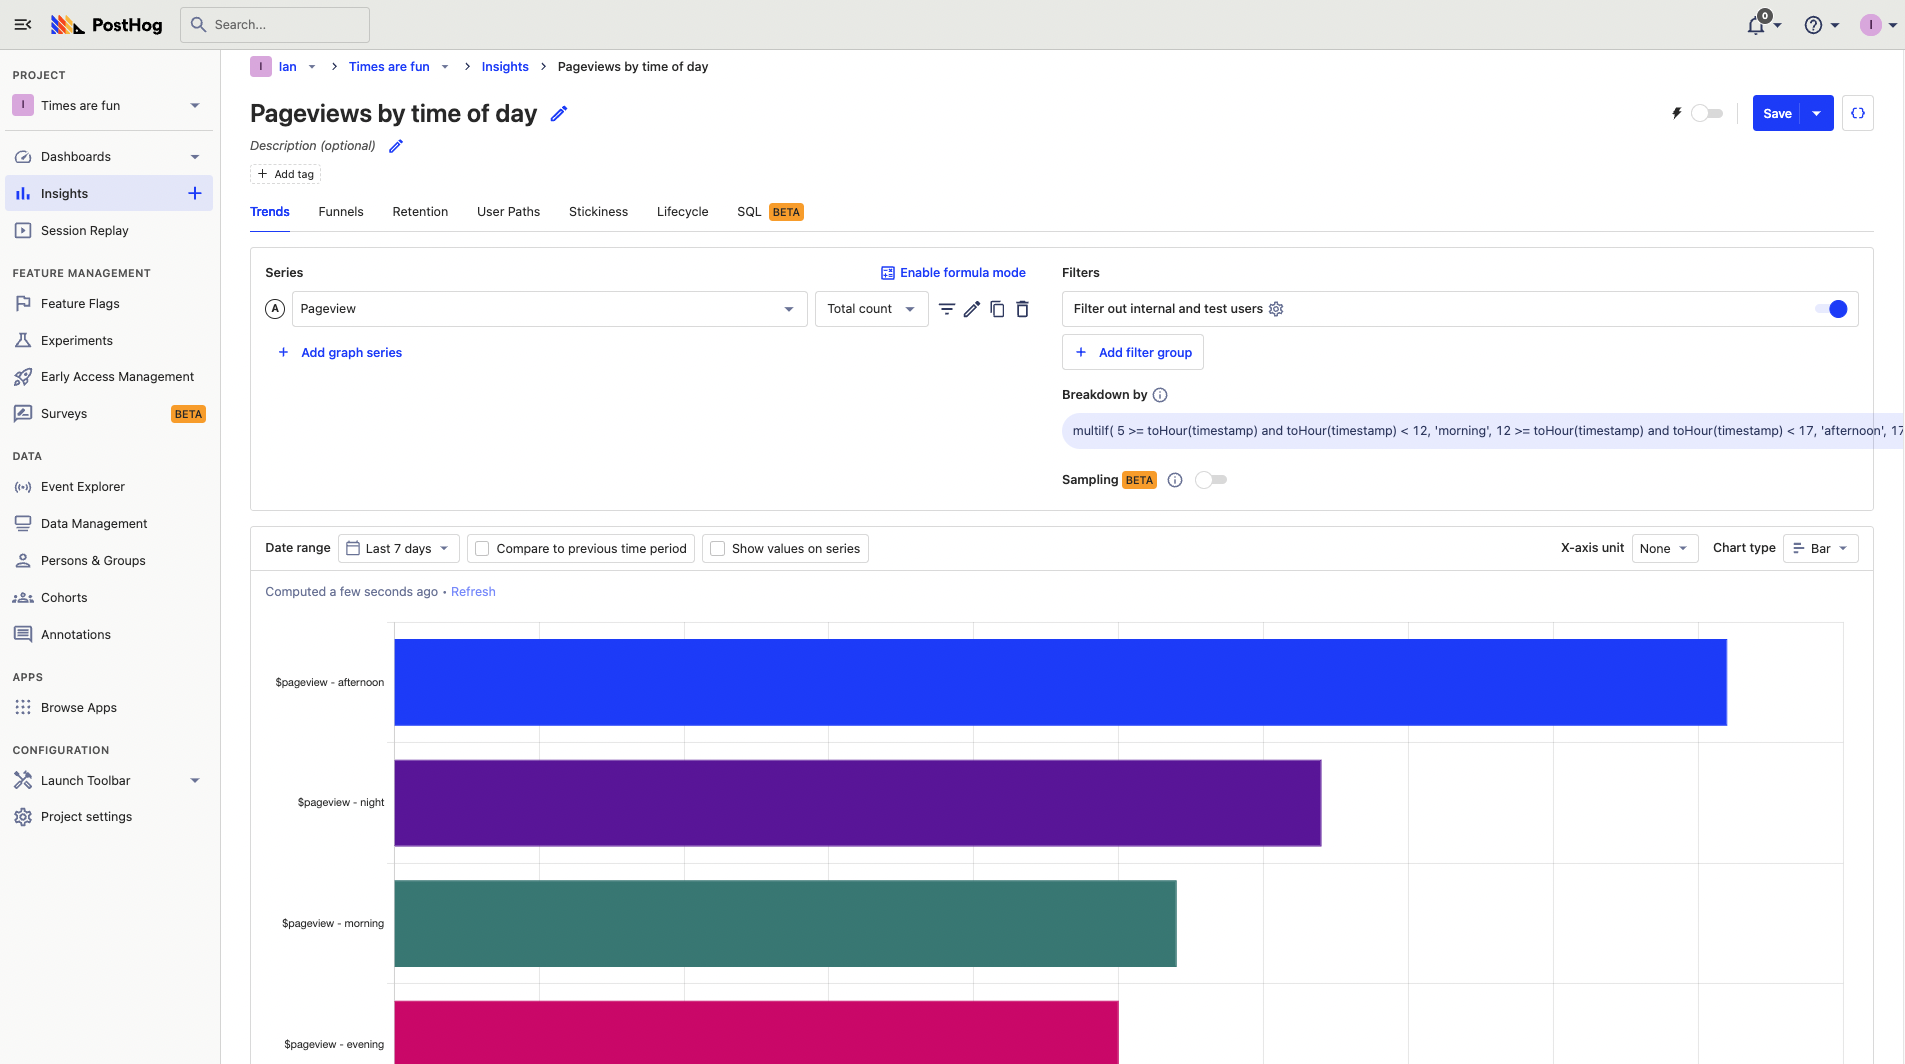 PostHog
Search...
0
I
PROJECT
I Times are fun
Dashboards
Insights
Session Replay
FEATURE MANAGEMENT
Feature Flags
Experiments
Early Access Management
Surveys BETA
DATA
Event Explorer
Data Management
Persons & Groups
Cohorts
Annotations
APPS
Browse Apps
CONFIGURATION
Launch Toolbar
Project settings
I Ian > Times are fun > Insights > Pageviews by time of day
Pageviews by time of day
Save
Description (optional)
+ Add tag
Trends Funnels Retention User Paths Stickiness Lifecycle SQL BETA
Series Enable formula mode
A Pageview Total count
+ Add graph series
Filters
Filter out internal and test users
+ Add filter group
Breakdown by
multiIf( 5 >= toHour(timestamp) and toHour(timestamp) < 12, 'morning', 12 >= toHour(timestamp) and toHour(timestamp) < 17, 'afternoon', 17
Sampling BETA
Date range Last 7 days Compare to previous time period Show values on series X-axis unit None Chart type Bar
Computed a few seconds ago • Refresh
$pageview - afternoon
$pageview - night
$pageview - morning
$pageview - evening